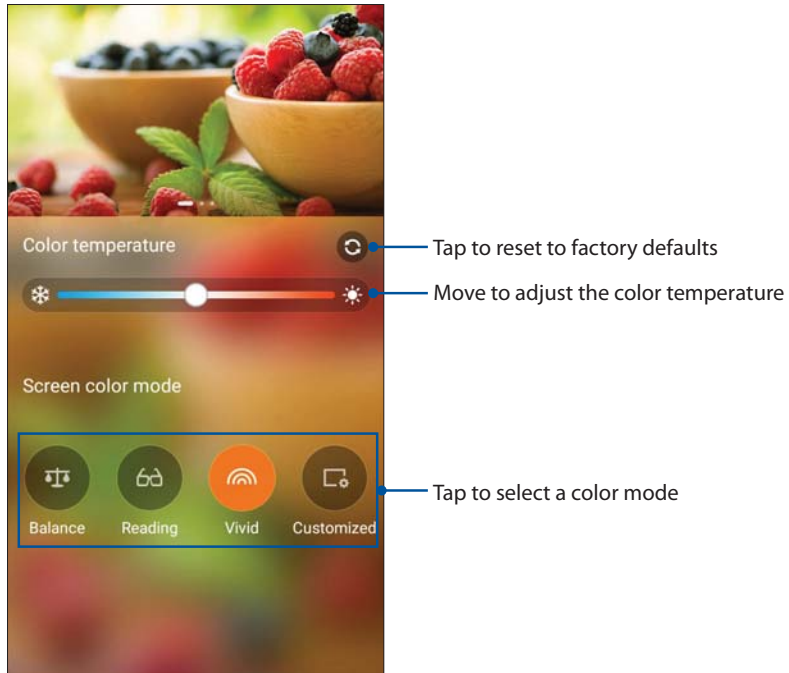 Color temperature
Tap to reset to factory defaults
Move to adjust the color temperature
Screen color mode
Tap to select a color mode
Balance Reading Vivid Customized